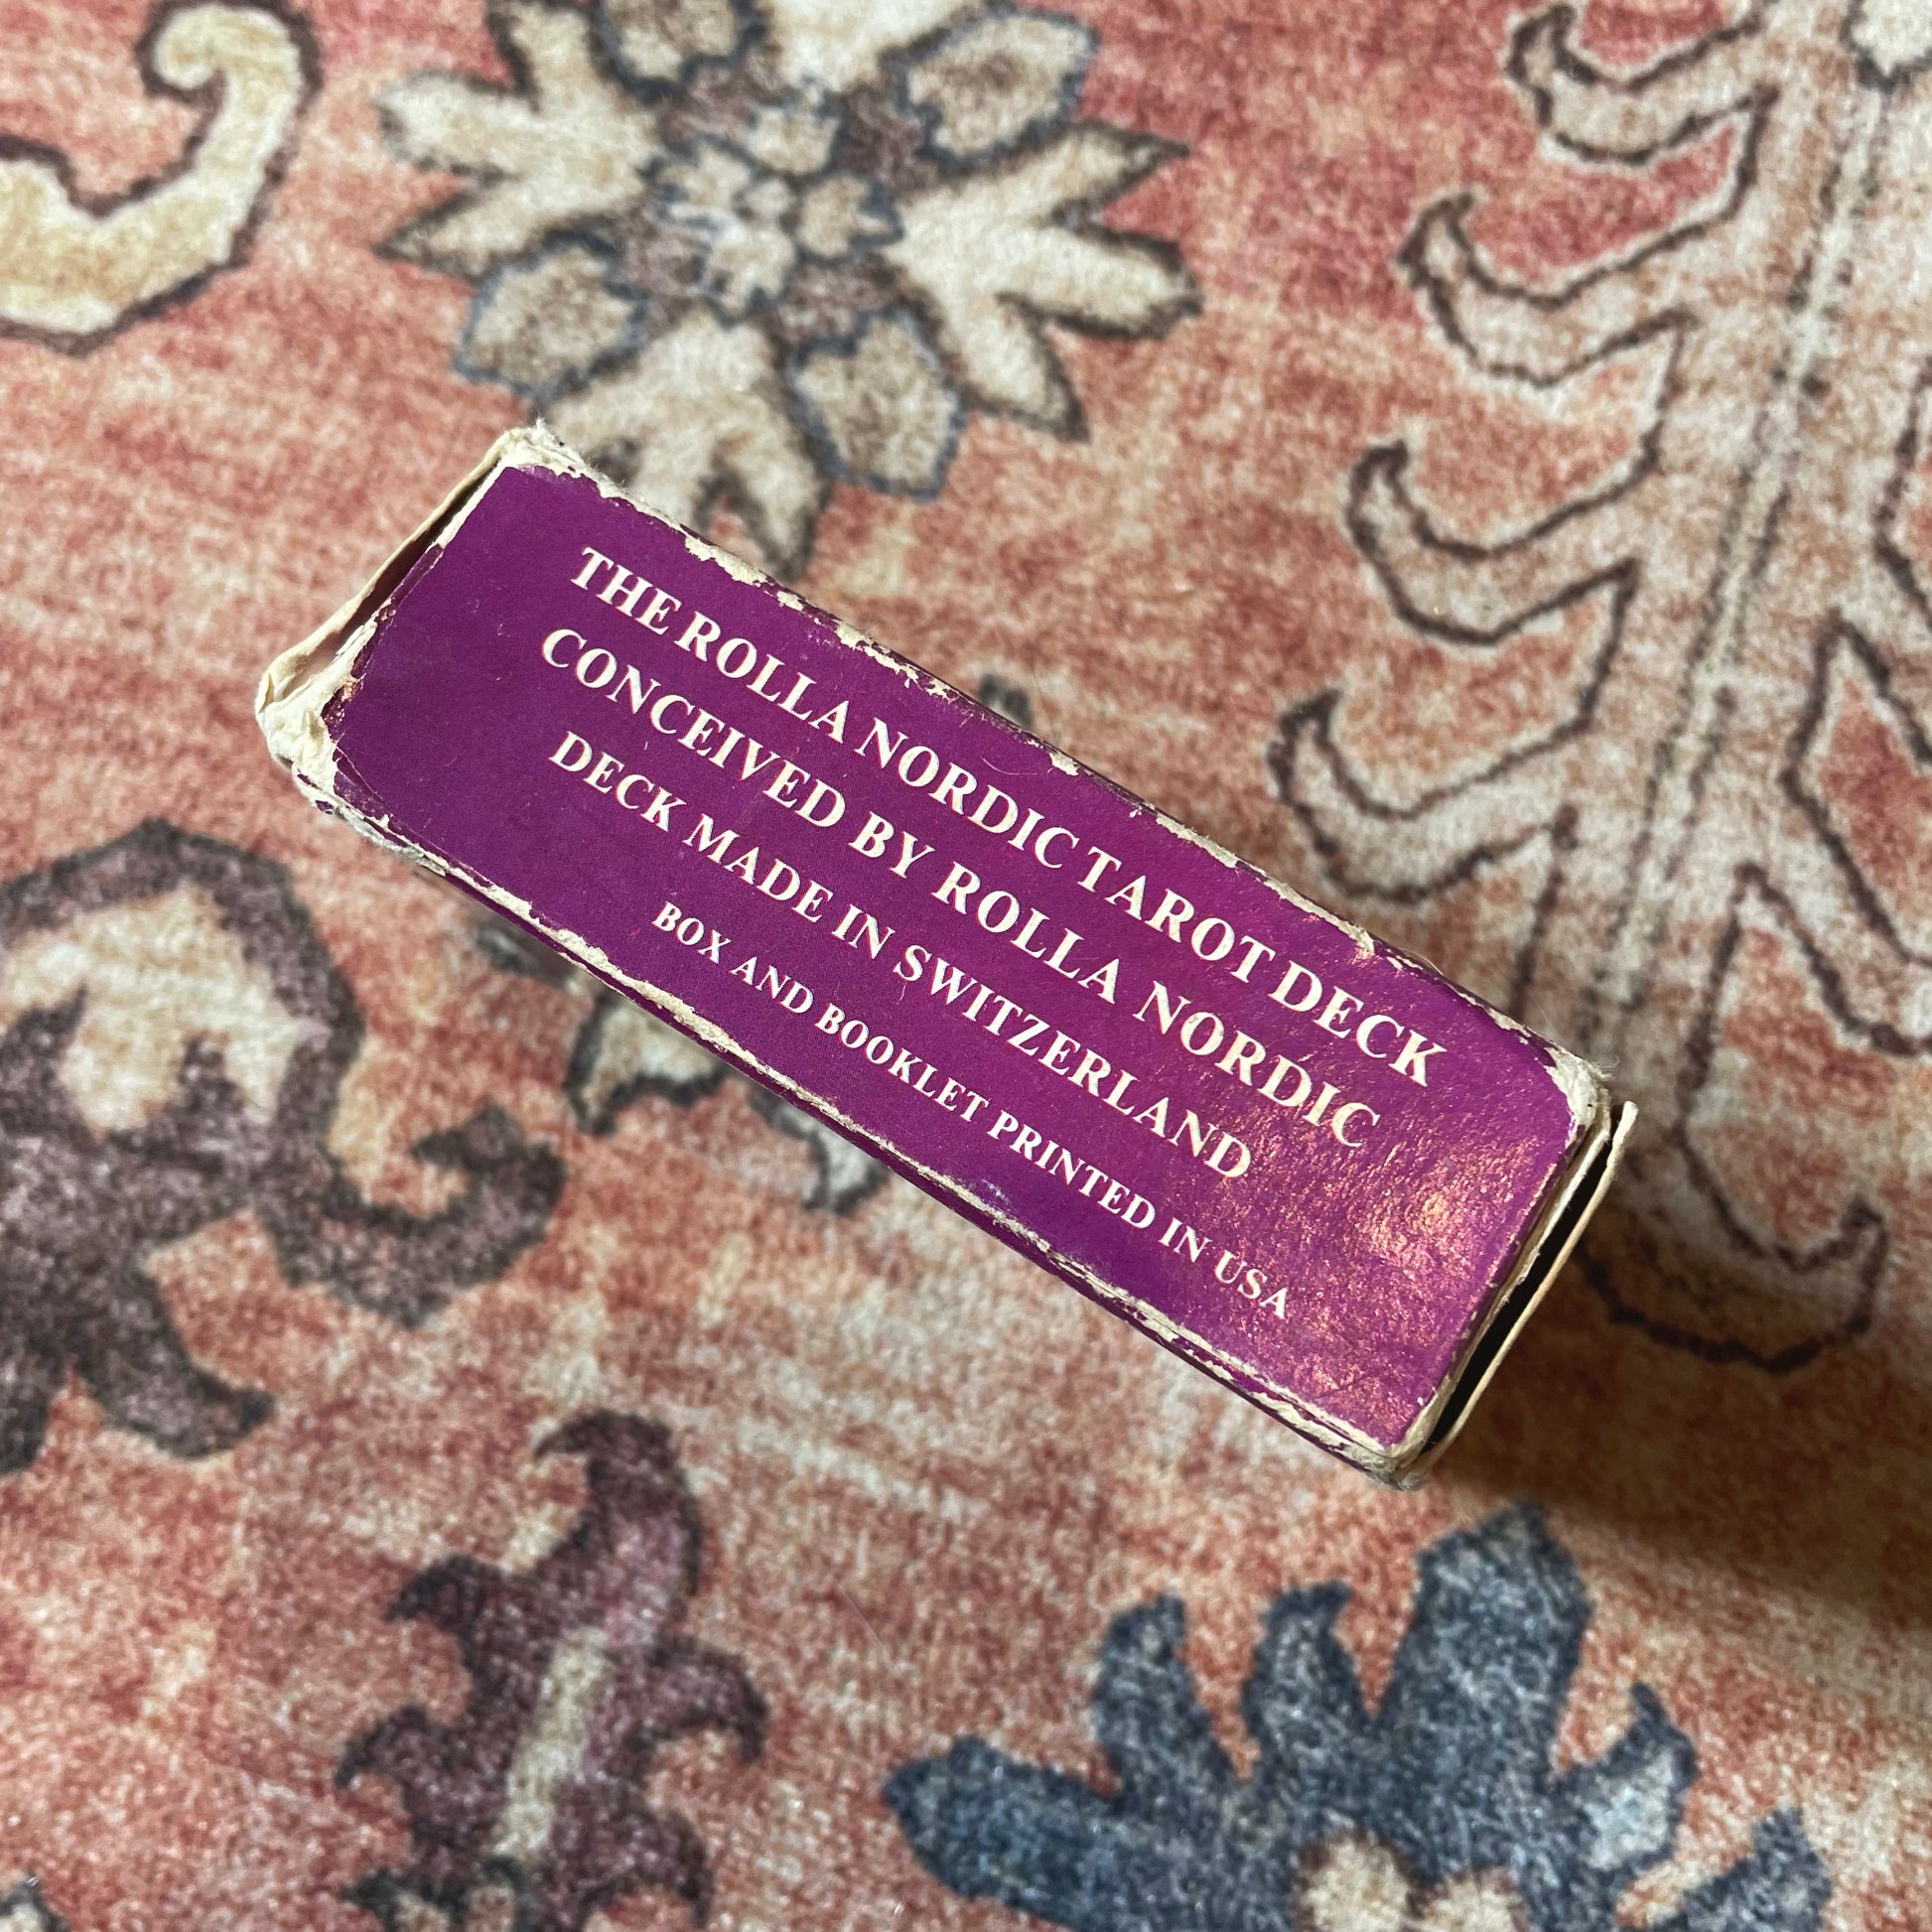 THE ROLLA NORDIC TAROT DECK
CONCEIVED BY ROLLA NORDIC
DECK MADE IN SWITZERLAND
BOX AND BOOKLET PRINTED IN USA